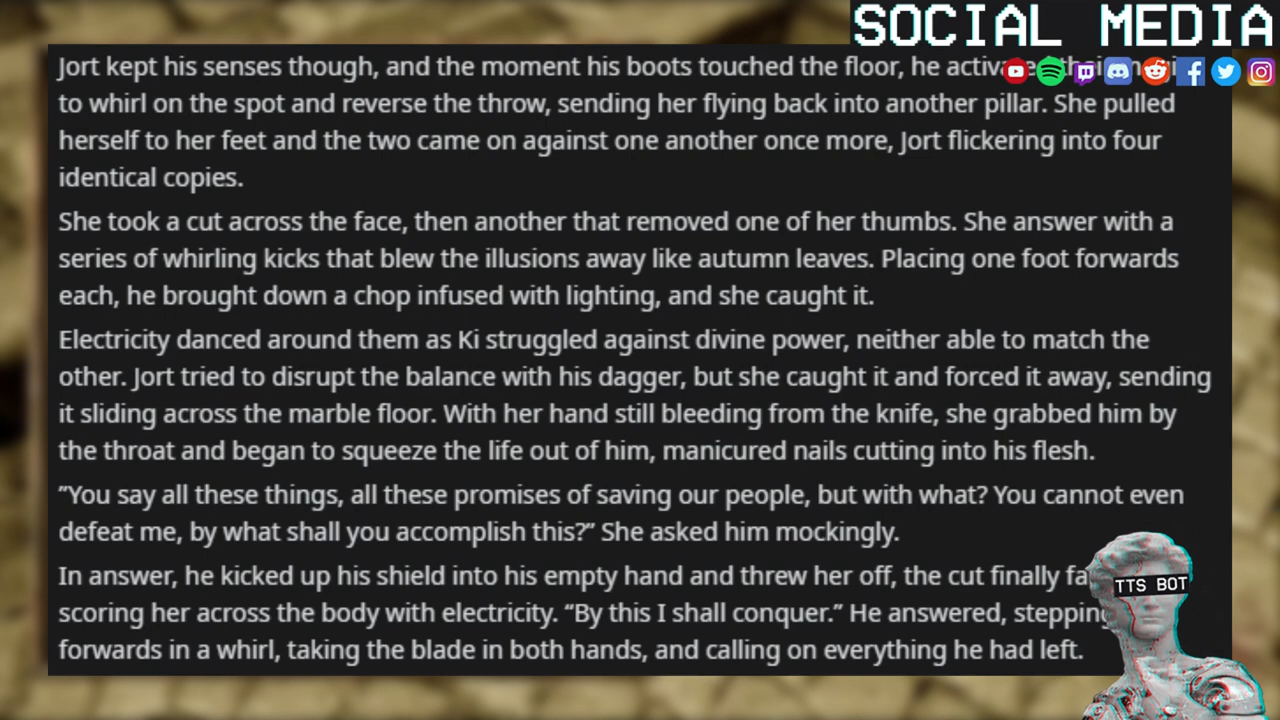 SOCIAL MEDIA
Jort kept his senses though, and the moment his boots touched the floor, he
to whirl on the spot and reverse the throw, sending her flying back into another pillar. She pulled
herself to her feet and the two came on against one another once more, Jort flickering into four
identical copies.
She took a cut across the face, then another that removed one of her thumbs. She answer with a
series of whirling kicks that blew the illusions away like autumn leaves. Placing one foot forwards
each, he brought down a chop infused with lighting, and she caught it.
Electricity danced around them as Ki struggled against divine power, neither able to match the
other. Jort tried to disrupt the balance with his dagger, but she caught it and forced it away, sending
it sliding across the marble floor. With her hand still bleeding from the knife, she grabbed him by
the throat and began to squeeze the life out of him, manicured nails cutting into his flesh.
”You say all these things, all these promises of saving our people, but with what? You cannot even
defeat me, by what shall you accomplish this?” She asked him mockingly.
In answer, he kicked up his shield into his empty hand and threw her off, the cut finally
scoring her across the body with electricity. “By this I shall conquer.” He answered, stepping
forwards in a whirl, taking the blade in both hands, and calling on everything he had left.
TTS BOT